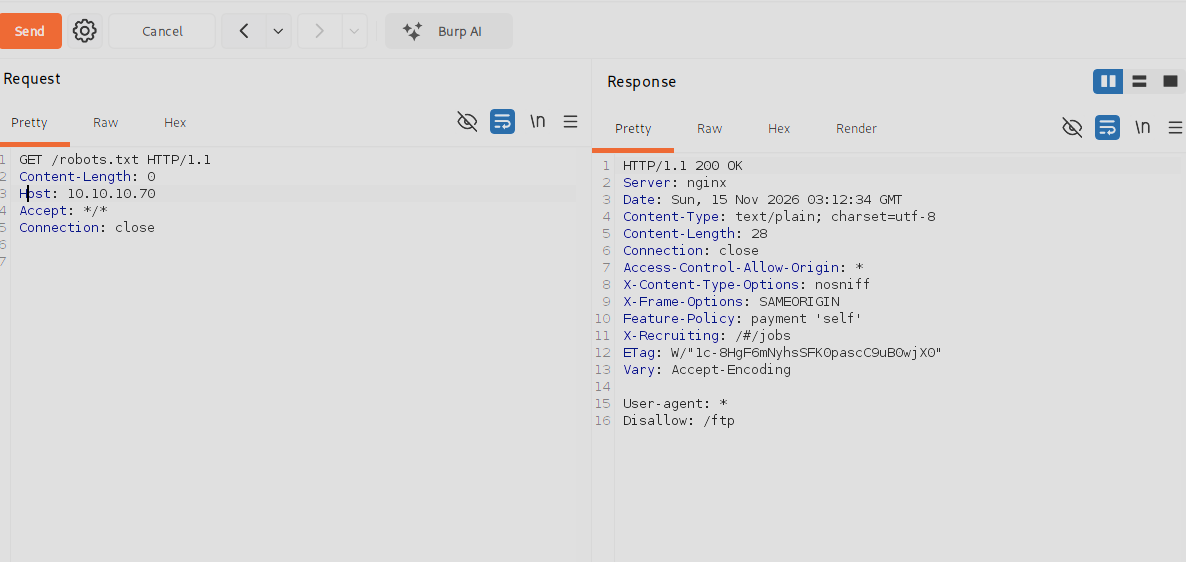 Send
Cancel
Burp AI
Request
Pretty Raw Hex
\n
1 GET /robots.txt HTTP/1.1
2 Content-Length: 0
3 Host: 10.10.10.70
4 Accept: */*
5 Connection: close
6
7
Response
Pretty Raw Hex Render
\n
1 HTTP/1.1 200 OK
2 Server: nginx
3 Date: Sun, 15 Nov 2026 03:12:34 GMT
4 Content-Type: text/plain; charset=utf-8
5 Content-Length: 28
6 Connection: close
7 Access-Control-Allow-Origin: *
8 X-Content-Type-Options: nosniff
9 X-Frame-Options: SAMEORIGIN
10 Feature-Policy: payment 'self'
11 X-Recruiting: /#/jobs
12 ETag: W/"1c-8HgF6mNyhsSFK0pascC9uB0wjX0"
13 Vary: Accept-Encoding
14
15 User-agent: *
16 Disallow: /ftp